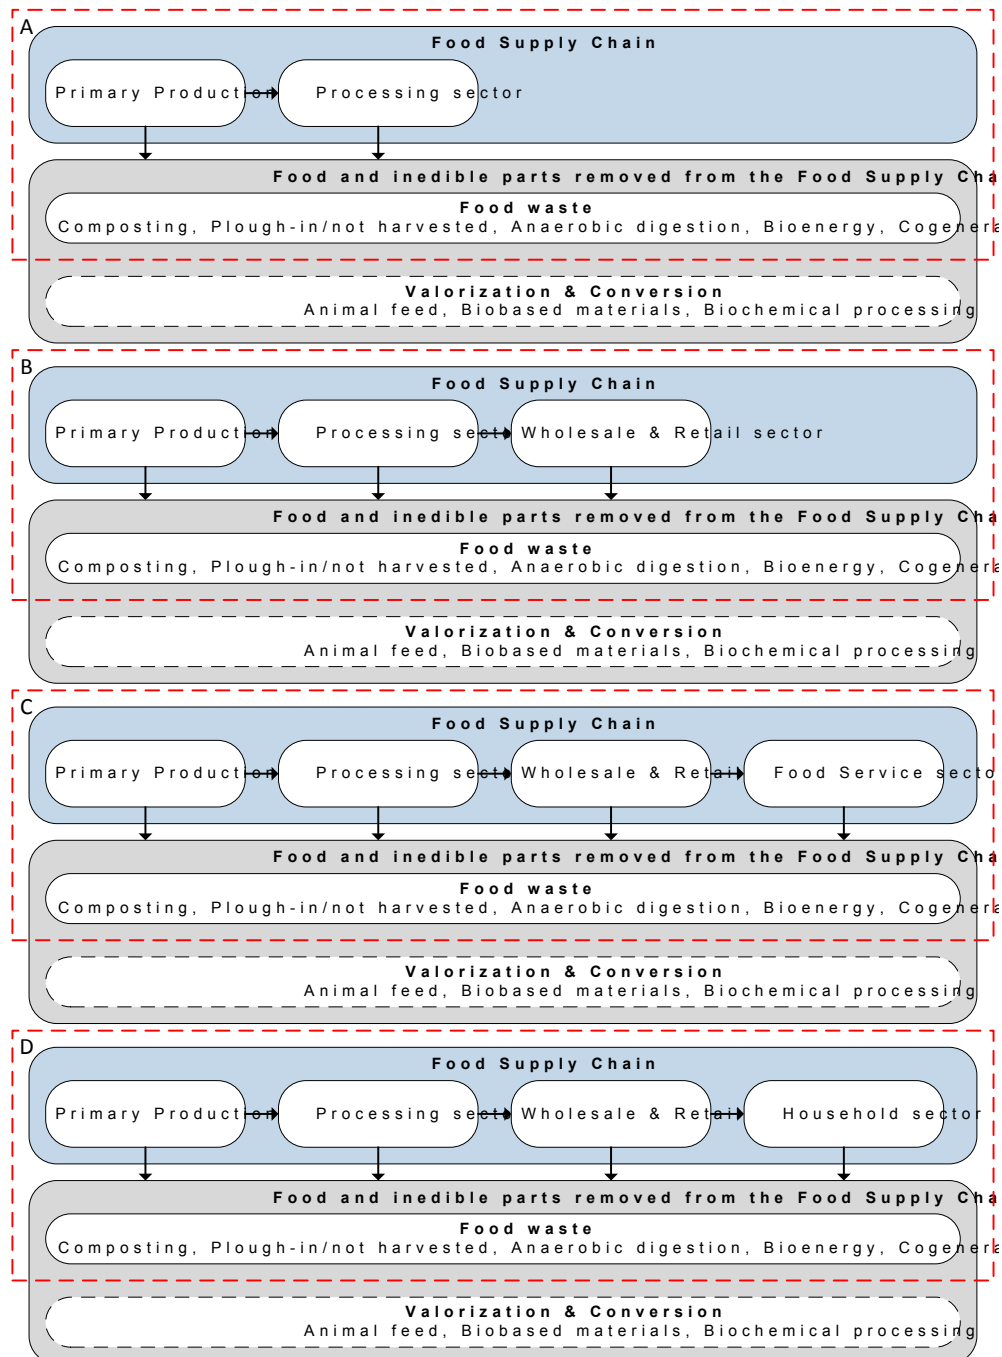 A
Food Supply Chain
Primary Production
Processing sector
Food and inedible parts removed from the Food Supply Cha
Food waste
Composting, Plough-in/not harvested, Anaerobic digestion, Bioenergy, Cogenera
Valorization & Conversion
Animal feed, Biobased materials, Biochemical processing
B
Food Supply Chain
Primary Production
Processing sector
Wholesale & Retail sector
Food and inedible parts removed from the Food Supply Cha
Food waste
Composting, Plough-in/not harvested, Anaerobic digestion, Bioenergy, Cogenera
Valorization & Conversion
Animal feed, Biobased materials, Biochemical processing
C
Food Supply Chain
Primary Production
Processing sector
Wholesale & Retail
Food Service secto
Food and inedible parts removed from the Food Supply Cha
Food waste
Composting, Plough-in/not harvested, Anaerobic digestion, Bioenergy, Cogenera
Valorization & Conversion
Animal feed, Biobased materials, Biochemical processing
D
Food Supply Chain
Primary Production
Processing sector
Wholesale & Retail
Household sector
Food and inedible parts removed from the Food Supply Cha
Food waste
Composting, Plough-in/not harvested, Anaerobic digestion, Bioenergy, Cogenera
Valorization & Conversion
Animal feed, Biobased materials, Biochemical processing